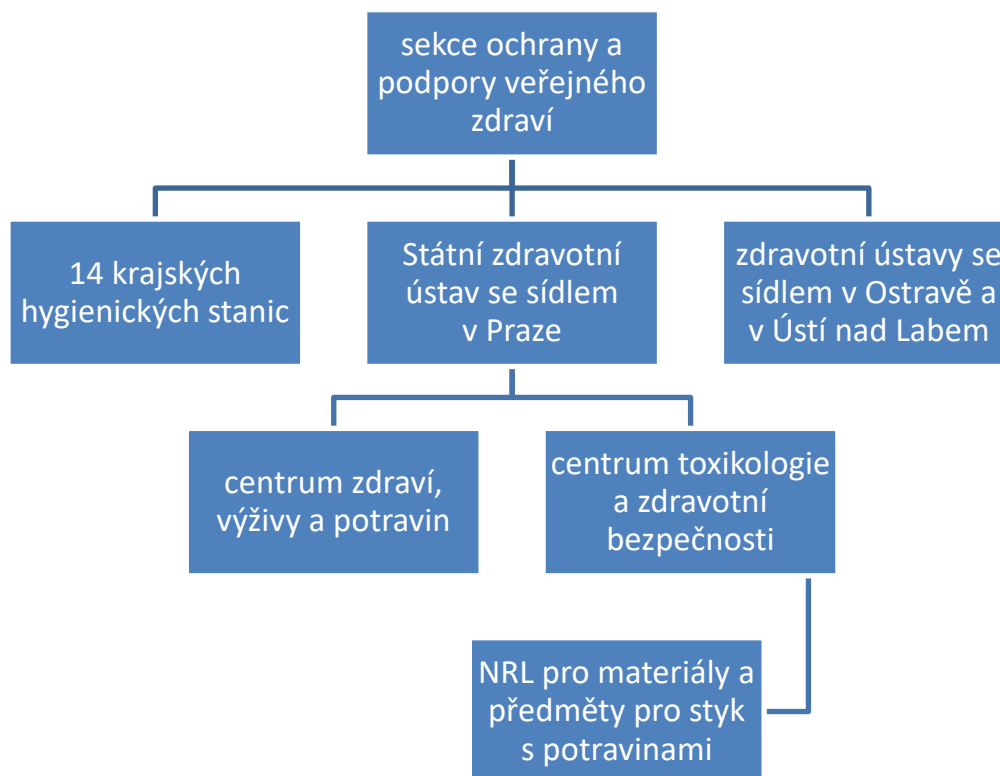 sekce ochrany a
podpory veřejného
zdraví
14 krajských
hygienických stanic
Státní zdravotní
ústav se sídlem
v Praze
zdravotní ústavy se
sídlem v Ostravě a
v Ústí nad Labem
centrum zdraví,
výživy a potravin
centrum toxikologie
a zdravotní
bezpečnosti
NRL pro materiály a
předměty pro styk
s potravinami